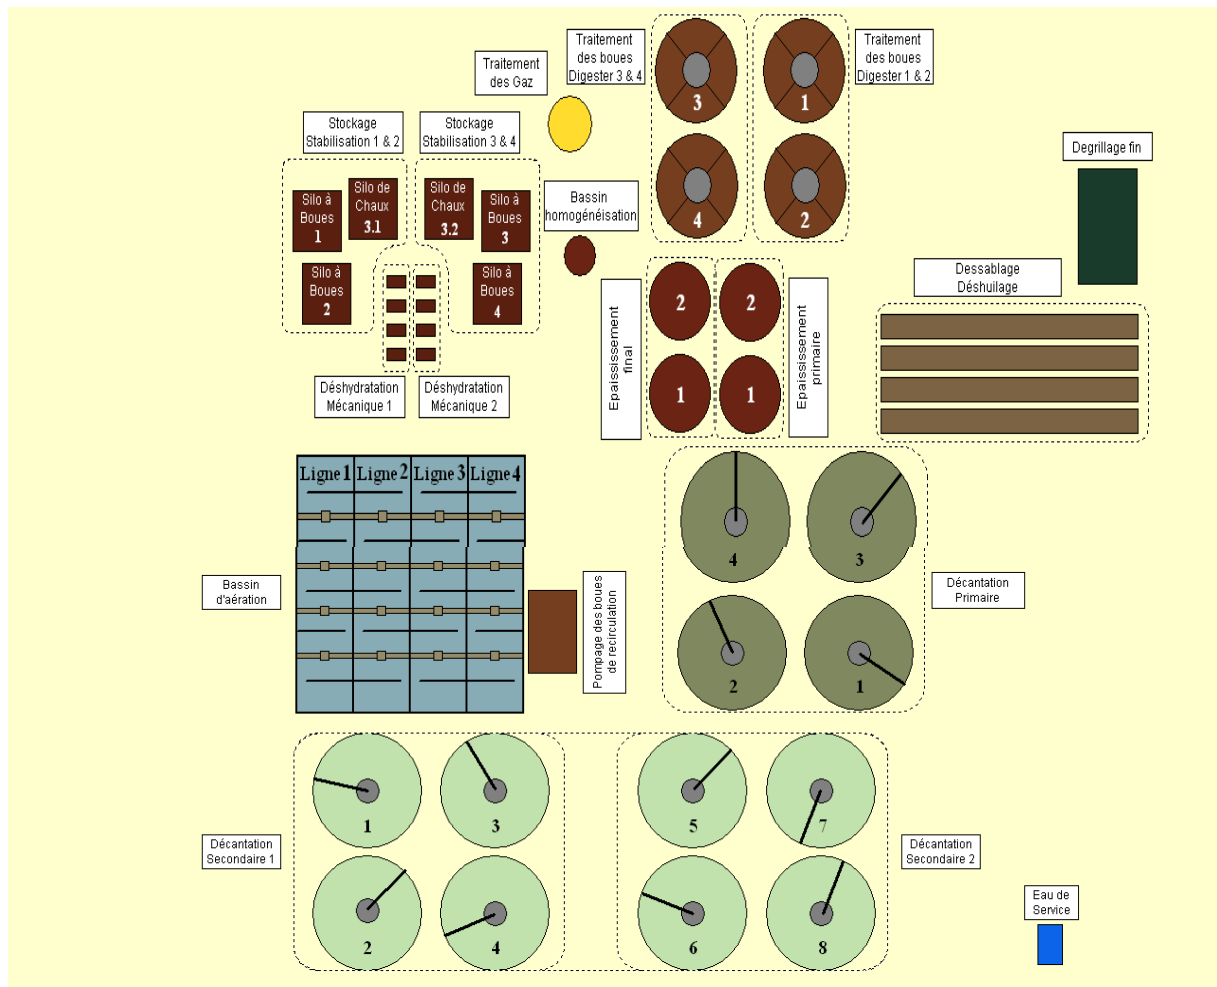 Traitement
des boues
Digester 3 & 4
Traitement
des boues
Digester 1 & 2
Traitement
des Gaz
3
1
4
2
Stockage
Stabilisation 1 & 2
Stockage
Stabilisation 3 & 4
Degrillage fin
Silo à
Boues
1
Silo de
Chaux
3.1
Silo de
Chaux
3.2
Silo à
Boues
3
Bassin
homogénéisation
Silo à
Boues
2
Silo à
Boues
4
Dessablage
Déshuilage
Epaississement
final
2
2
1
1
Epaississement
primaire
Déshydratation
Mécanique 1
Déshydratation
Mécanique 2
Ligne 1
Ligne 2
Ligne 3
Ligne 4
4
3
2
1
Bassin
d'aération
Pompage des boues
de recirculation
Décantation
Primaire
1
3
5
7
2
4
6
8
Décantation
Secondaire 1
Décantation
Secondaire 2
Eau de
Service